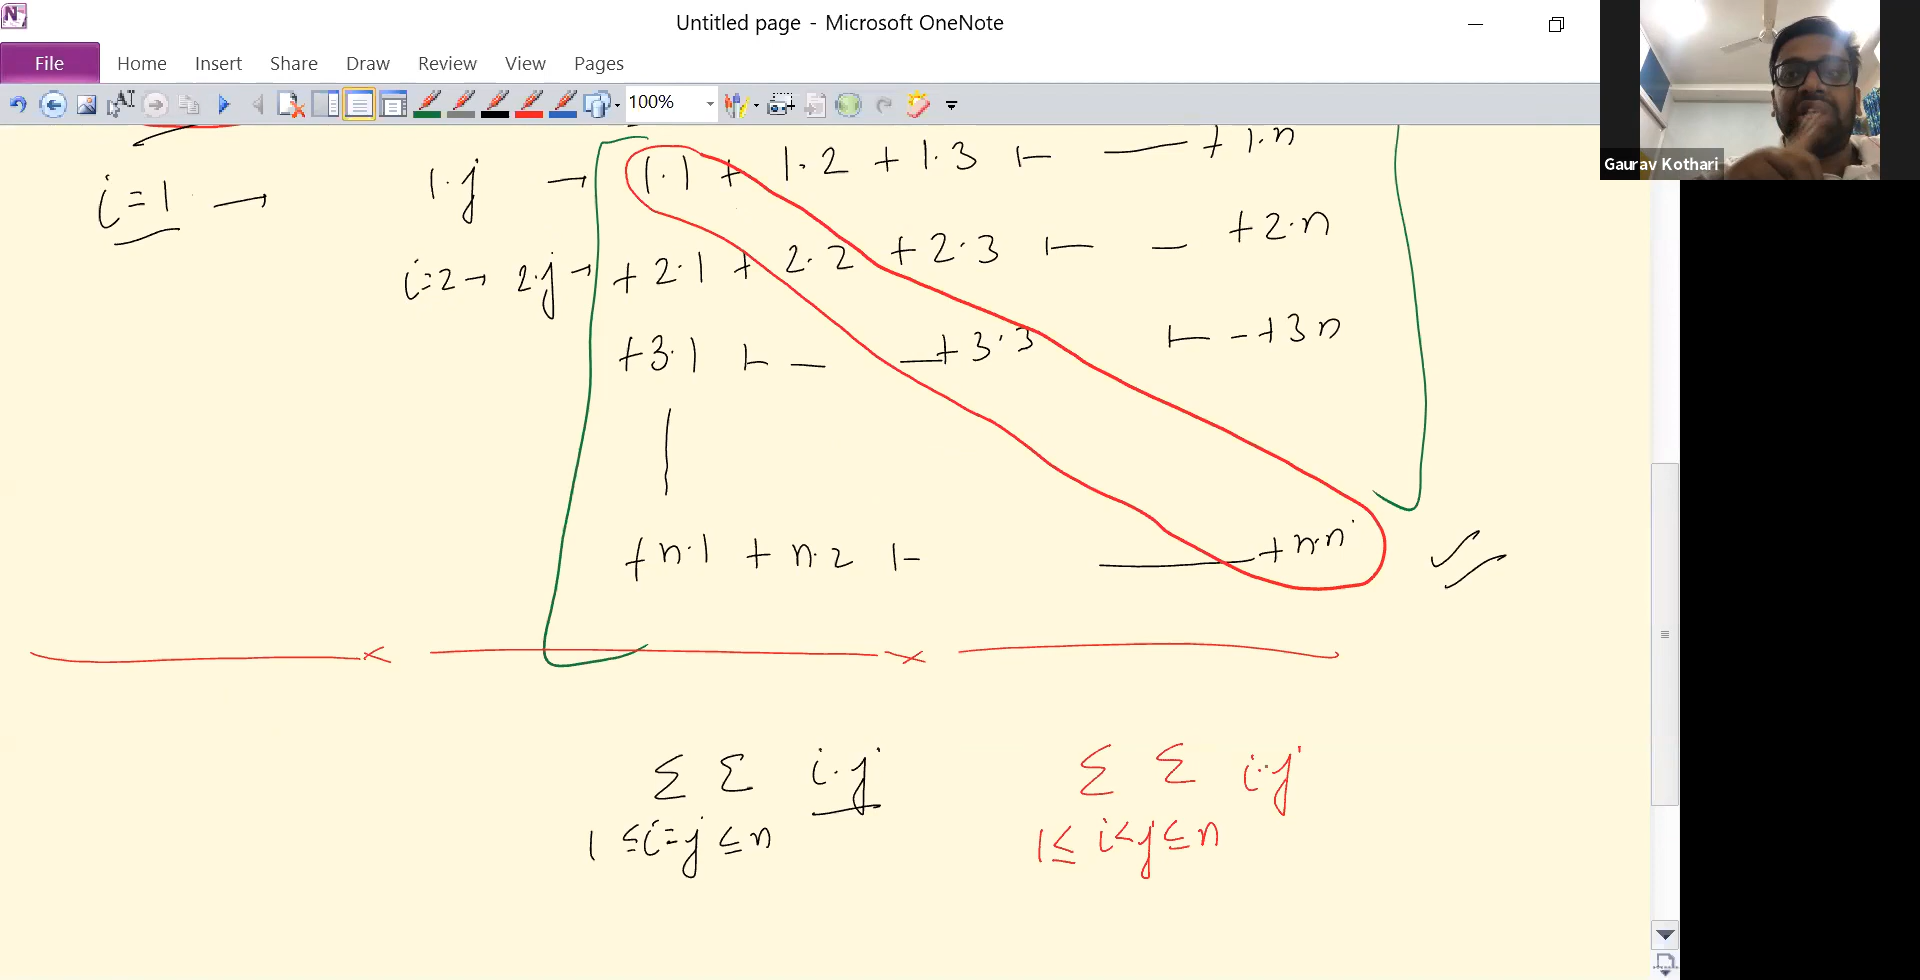 Untitled page - Microsoft OneNote
File Home Insert Share Draw Review View Pages
100%
Gaurav Kothari
i=1 → 1·j → 1·1 + 1·2 + 1·3 + — + 1·n
i=2 → 2·j → + 2·1 + 2·2 + 2·3 + — — + 2·n
+ 3·1 + — — + 3·3 + — + 3n
+ n·1 + n·2 + — + n·n
Σ Σ i·j Σ Σ i·j
1 ≤ i=j ≤ n 1 ≤ i<j ≤ n